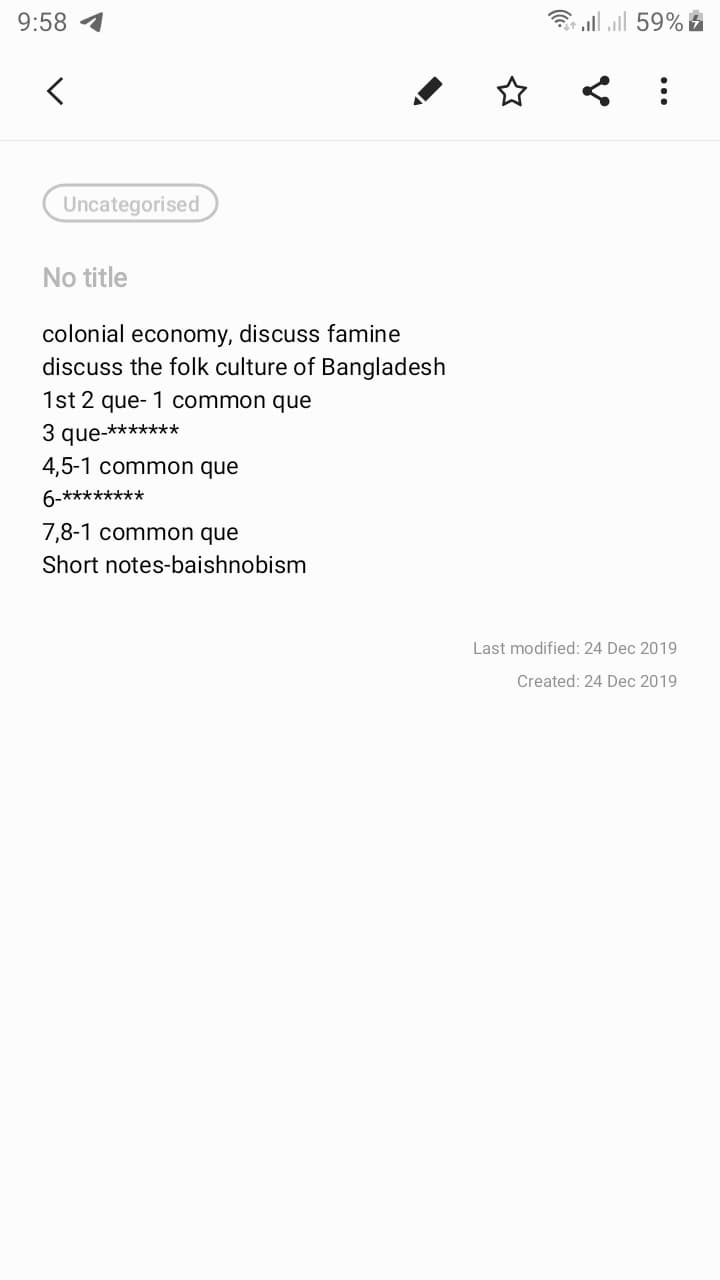 9:58 59%
Uncategorised
No title
colonial economy, discuss famine
discuss the folk culture of Bangladesh
1st 2 que- 1 common que
3 que-*******
4,5-1 common que
6-********
7,8-1 common que
Short notes-baishnobism
Last modified: 24 Dec 2019
Created: 24 Dec 2019